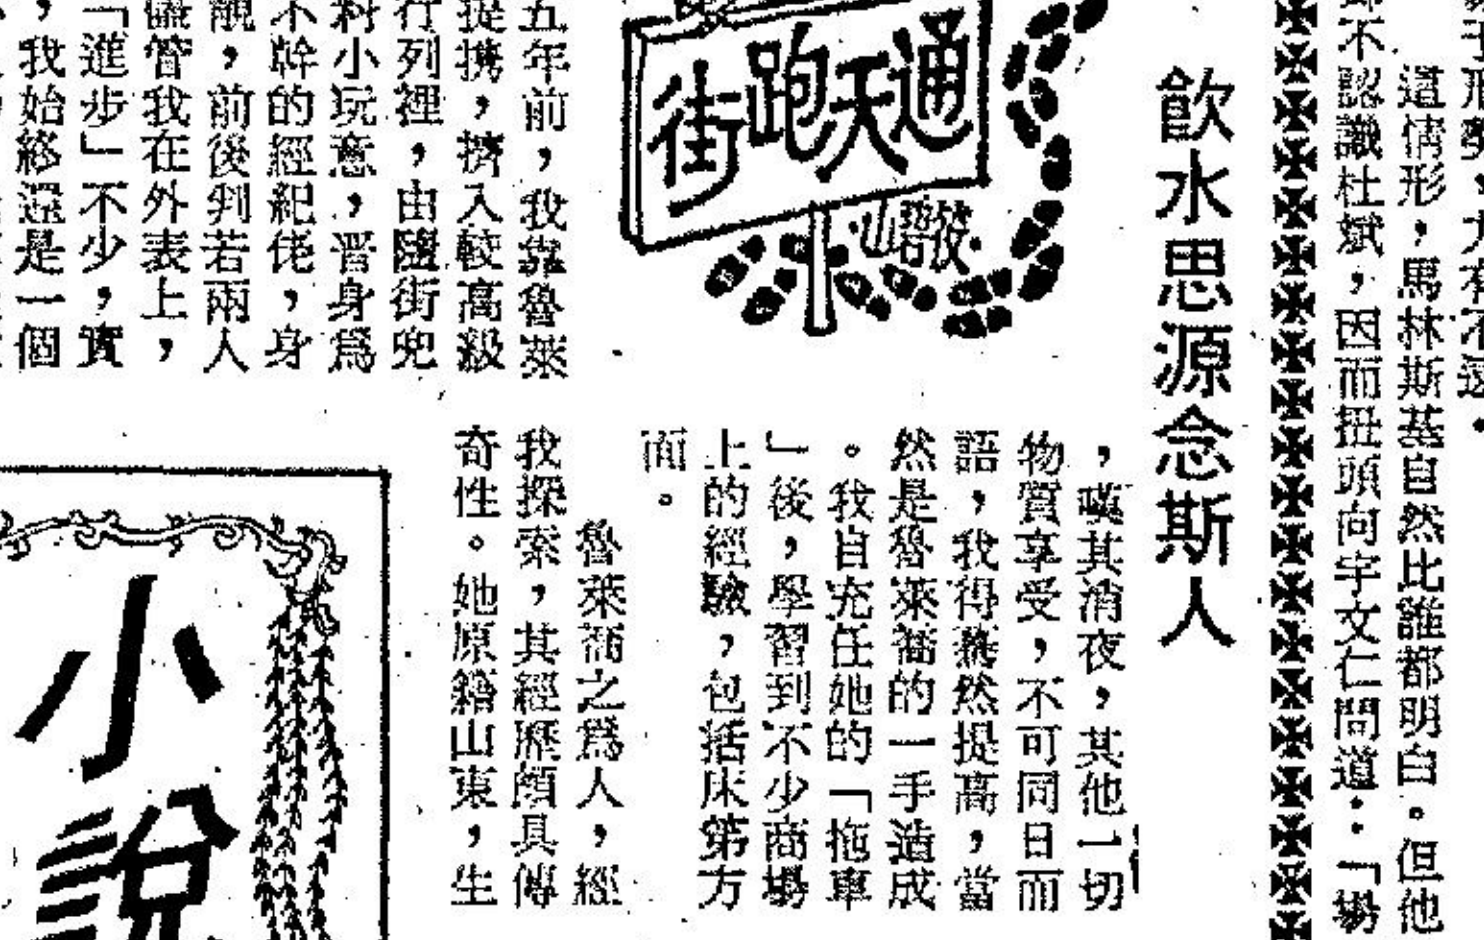 形勢，
這情形，馬林斯基自然比誰都明白。但他
不認識杜斌，因而扭頭向宇文仁問道：「場
飲水思源念斯人
通天跑街
五年前，我靠魯萊
提携，擠入較高級
行列裡，由隨街兜
小玩意，晋身爲
不幹的經紀佬，身
靚，前後判若兩人
儘管我在外表上，
「進步」不少，實
，我始終還是一個
，嘆其消夜，其他一切
物質享受，不可同日而
語，我得然提高，當
然是魯萊的一手造成
。我自充任她的「拖車
」後，學習到不少商場
上的經驗，包括床第方
面。
魯萊之爲人，經
我探索，其經歷頗具傳
奇性。她原籍山東，生
小說